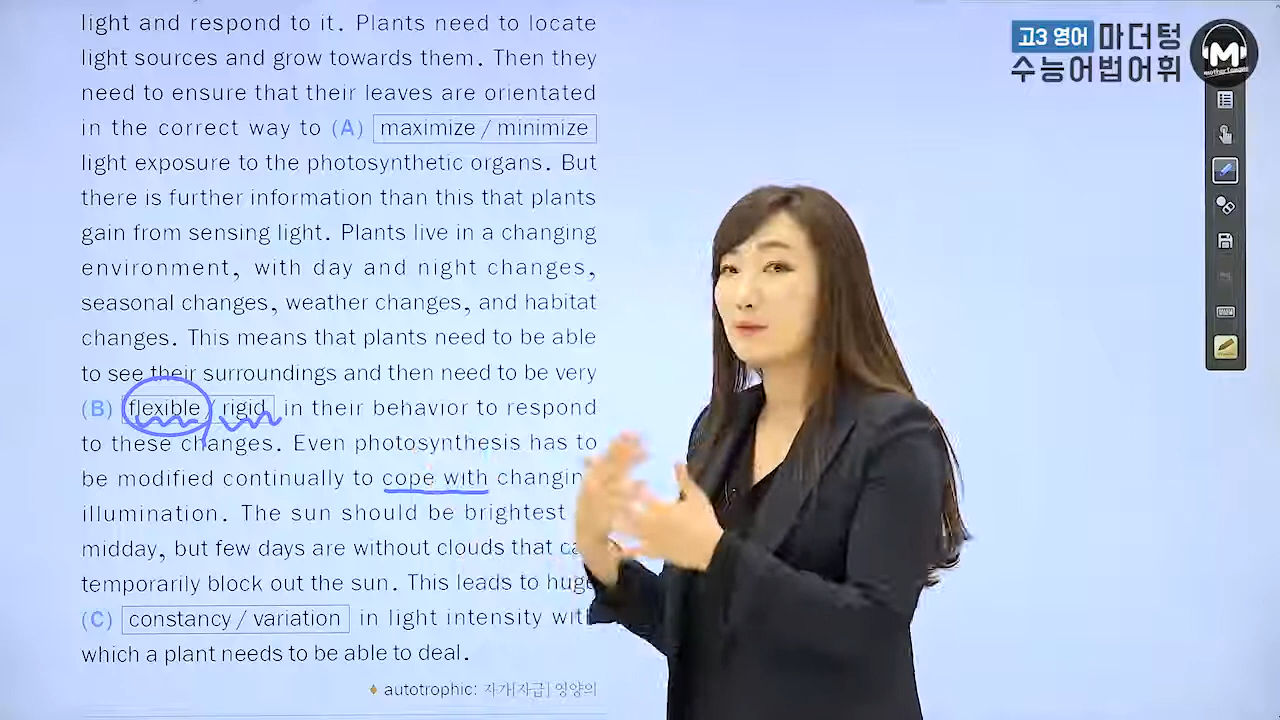 light and respond to it. Plants need to locate
light sources and grow toward them. Then they
need to ensure that their leaves are orientated
in the correct way to (A) maximize / minimize
light exposure to the photosynthetic organs. But
there is further information than this that plants
gain from sensing light. Plants live in a changing
environment, with day and night changes,
seasonal changes, weather changes, and habitat
changes. This means that plants need to be able
to see their surroundings and then need to be very
(B) flexible / rigid in their behavior to respond
to these changes. Even photosynthesis has to
be modified continually to cope with changin
illumination. The sun should be brightest
midday, but few days are without clouds that ca
temporarily block out the sun. This leads to huge
(C) constancy / variation in light intensity with
which a plant needs to be able to deal.
autotrophic: 자가[자급] 영양의
고3 영어 마더텅
수능어법어휘
M
mother tongue